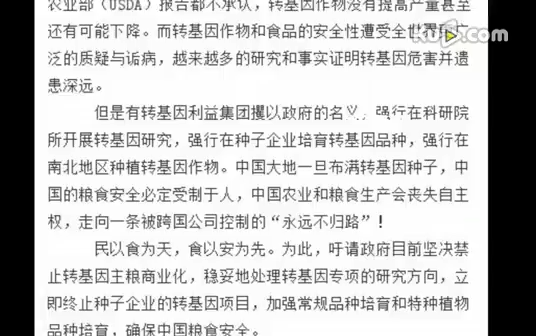 农业部（USDA）报告都不承认，转基因作物没有提高产量甚至
还有可能下降。而转基因作物和食品的安全性遭受全世界
泛的质疑与诟病，越来越多的研究和事实证明转基因危害并遗
患深远。
但是有转基因利益集团攫以政府的名义，强行在科研院
所开展转基因研究，强行在种子企业培育转基因品种，强行在
南北地区种植转基因作物。中国大地一旦布满转基因种子，中
国的粮食安全必定受制于人，中国农业和粮食生产会丧失自主
权，走向一条被跨国公司控制的“永远不归路”！
民以食为天，食以安为先。为此，吁请政府目前坚决禁
止转基因主粮商业化，稳妥地处理转基因专项的研究方向，立
即终止种子企业的转基因项目，加强常规品种培育和特种植物
品种培育，确保中国粮食安全。